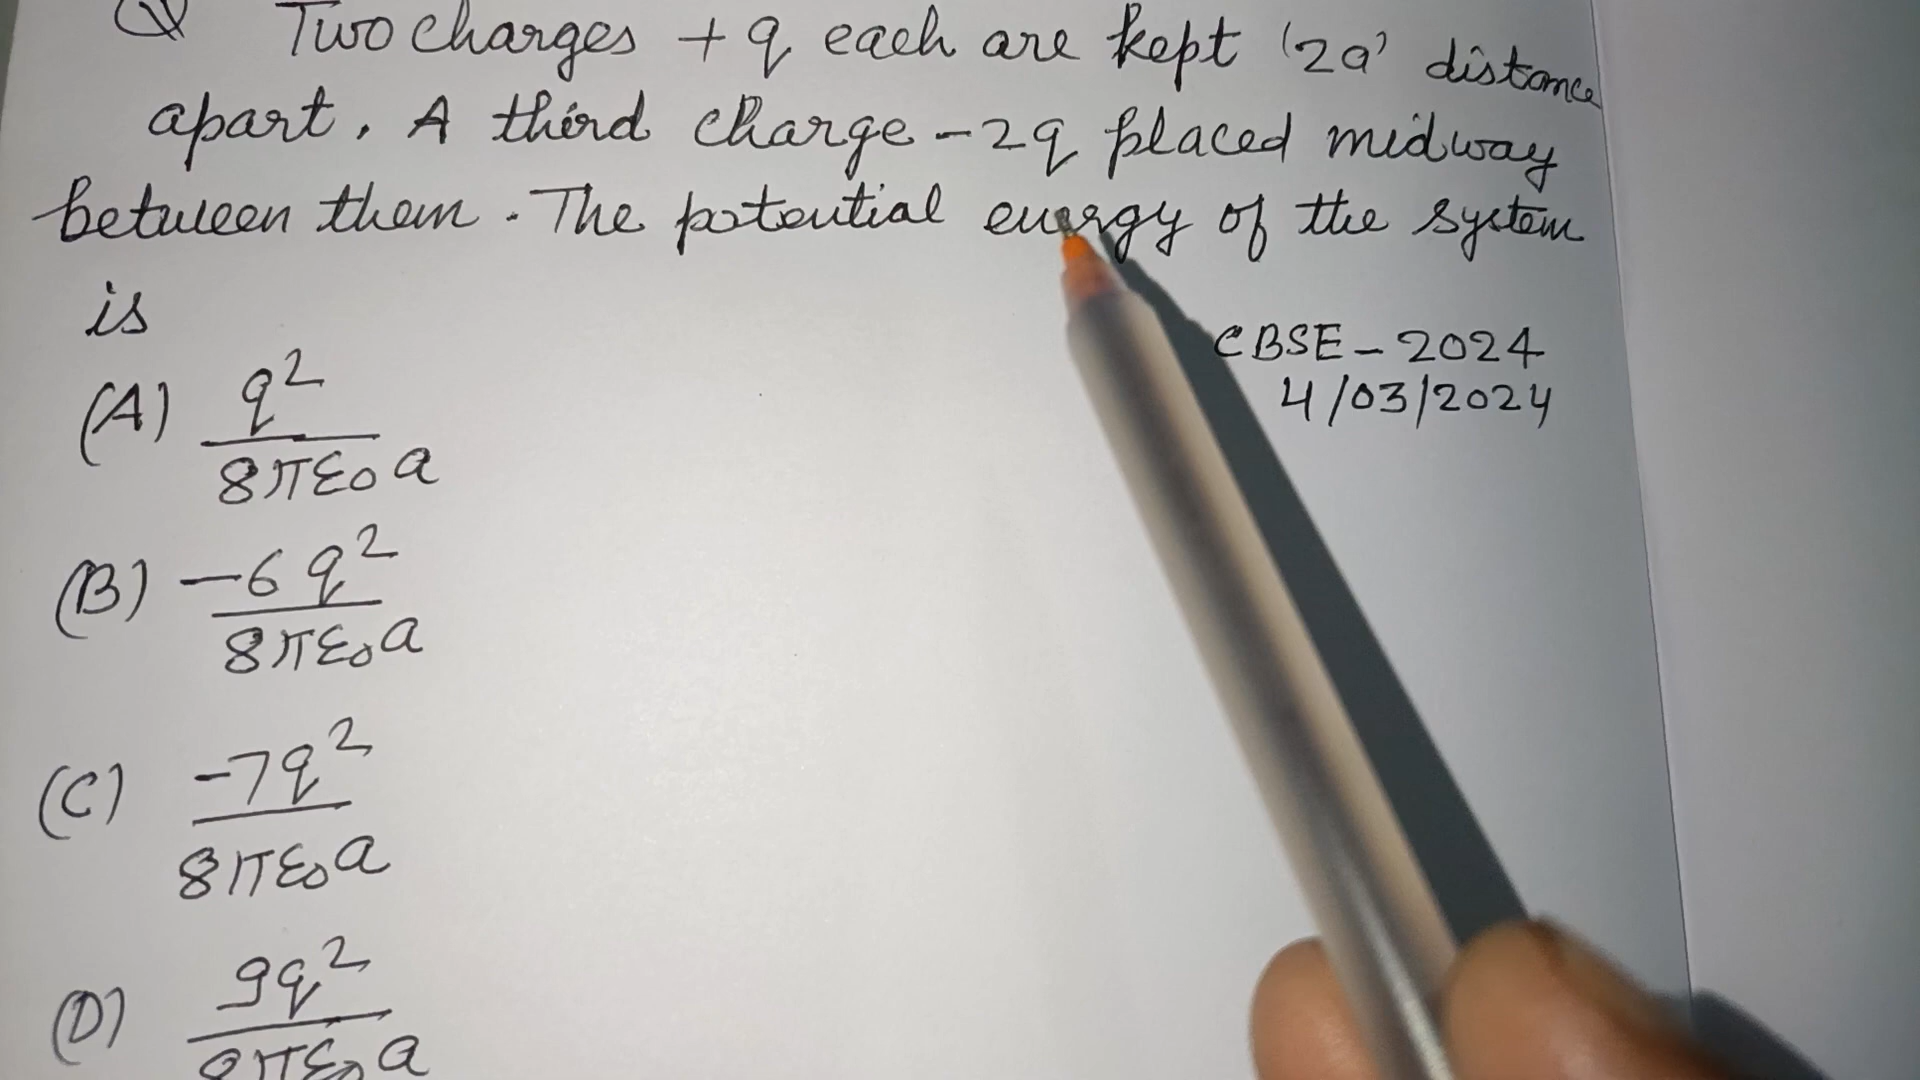 Q Two charges +q each are kept '2a' distance
apart. A third charge -2q placed midway
between them. The potential energy of the system
is
CBSE-2024
4/03/2024
(A) q²/8πε₀a
(B) -6q²/8πε₀a
(C) -7q²/8πε₀a
(D) 9q²/8πε₀a